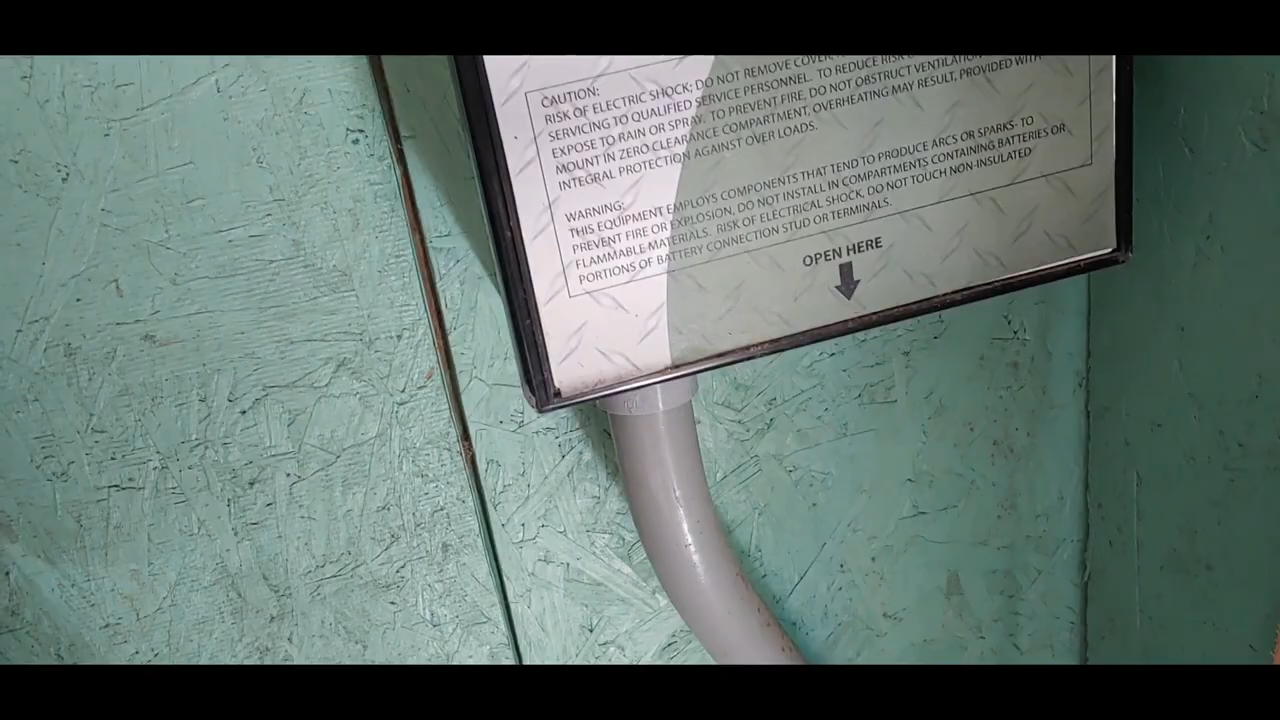 CAUTION:
RISK OF ELECTRIC SHOCK; DO NOT REMOVE COVER
SERVICING TO QUALIFIED SERVICE PERSONNEL. TO REDUCE RISK
EXPOSE TO RAIN OR SPRAY. TO PREVENT FIRE, DO NOT OBSTRUCT VENTILATION
MOUNT IN ZERO CLEARANCE COMPARTMENT, OVERHEATING MAY RESULT, PROVIDED WITH
INTEGRAL PROTECTION AGAINST OVER LOADS.
WARNING:
THIS EQUIPMENT EMPLOYS COMPONENTS THAT TEND TO PRODUCE ARCS OR SPARKS- TO
PREVENT FIRE OR EXPLOSION, DO NOT INSTALL IN COMPARTMENTS CONTAINING BATTERIES OR
FLAMMABLE MATERIALS. RISK OF ELECTRICAL SHOCK, DO NOT TOUCH NON-INSULATED
PORTIONS OF BATTERY CONNECTION STUD OR TERMINALS.
OPEN HERE